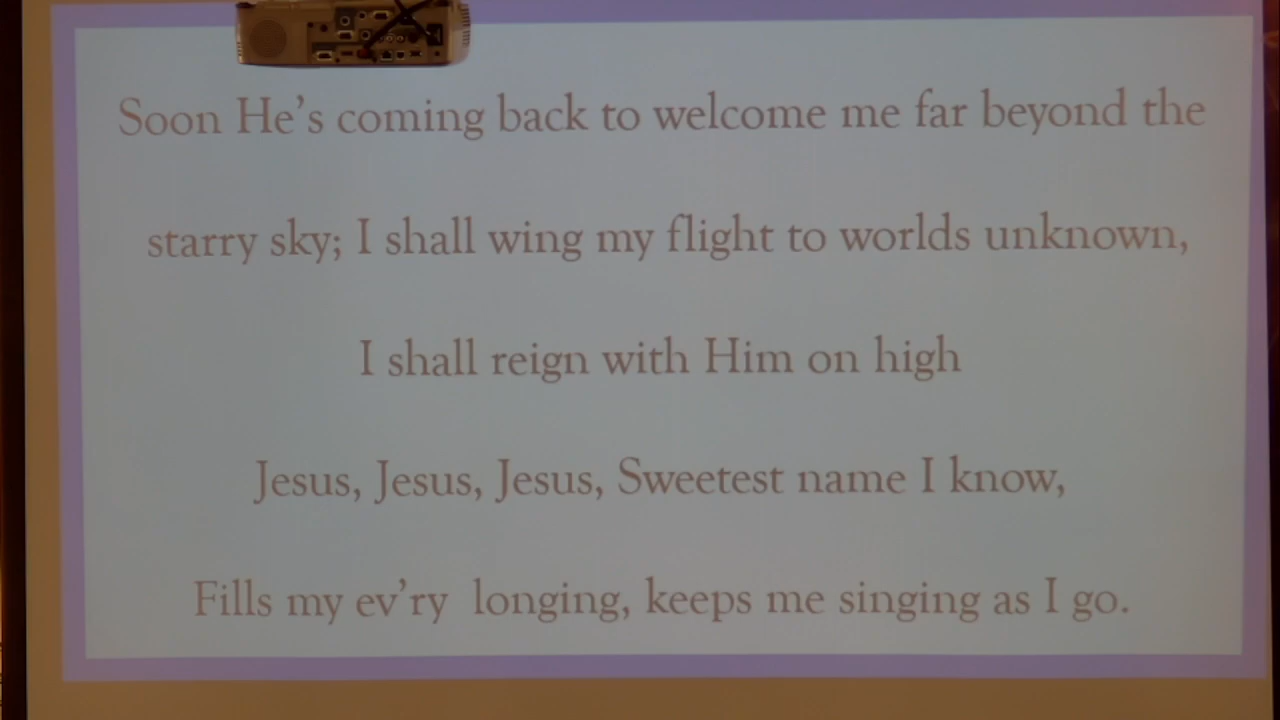 Soon He’s coming back to welcome me far beyond the
starry sky; I shall wing my flight to worlds unknown,
I shall reign with Him on high
Jesus, Jesus, Jesus, Sweetest name I know,
Fills my ev’ry longing, keeps me singing as I go.